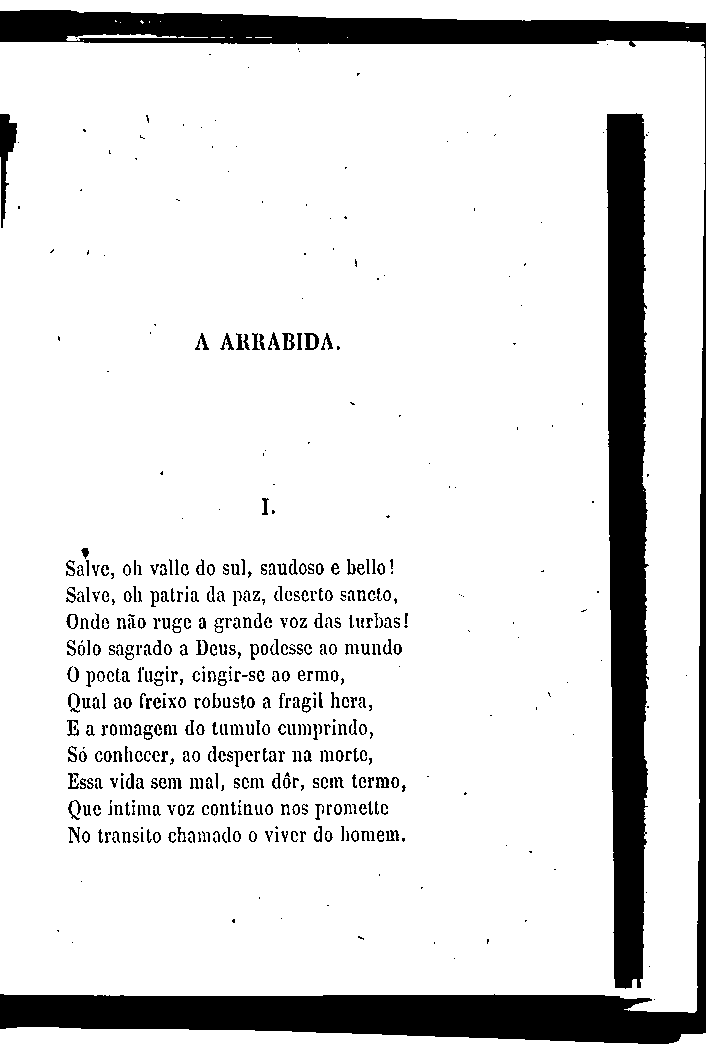 A ARRABIDA.
I.
Salve, oh valle do sul, saudoso e bello!
Salve, oh patria da paz, deserto sancto,
Onde não ruge a grande voz das turbas!
Sólo sagrado a Deus, podesse ao mundo
O poeta fugir, cingir-se ao ermo,
Qual ao freixo robusto a fragil hera,
E a romagem do tumulo cumprindo,
Só conhecer, ao despertar na morte,
Essa vida sem mal, sem dôr, sem termo,
Que intima voz continuo nos promette
No transito chamado o viver do homem.